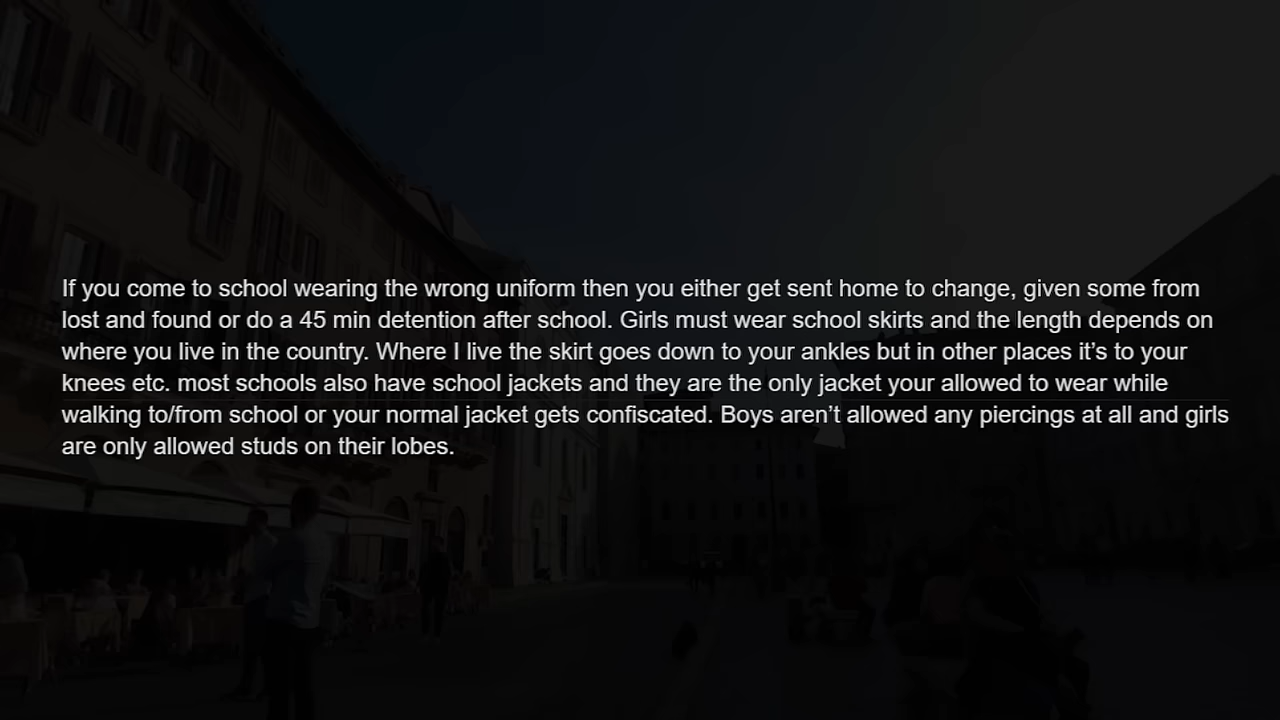 If you come to school wearing the wrong uniform then you either get sent home to change, given some from
lost and found or do a 45 min detention after school. Girls must wear school skirts and the length depends on
where you live in the country. Where I live the skirt goes down to your ankles but in other places it’s to your
knees etc. most schools also have school jackets and they are the only jacket your allowed to wear while
walking to/from school or your normal jacket gets confiscated. Boys aren’t allowed any piercings at all and girls
are only allowed studs on their lobes.